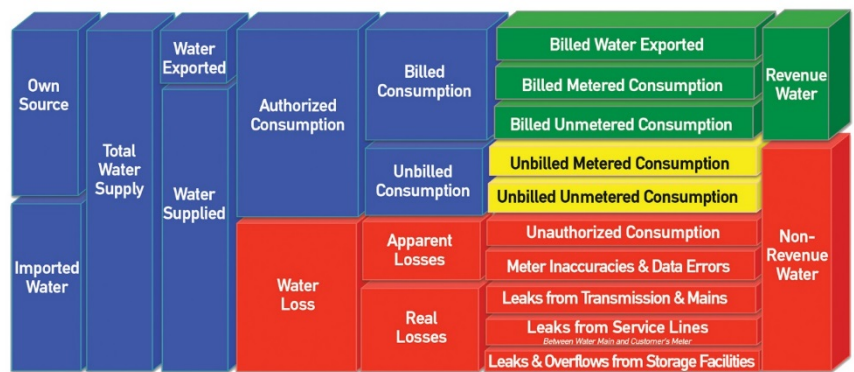 Own
Source
Imported
Water
Total
Water
Supply
Water
Exported
Water
Supplied
Authorized
Consumption
Water
Loss
Billed
Consumption
Unbilled
Consumption
Apparent
Losses
Real
Losses
Billed Water Exported
Billed Metered Consumption
Billed Unmetered Consumption
Unbilled Metered Consumption
Unbilled Unmetered Consumption
Unauthorized Consumption
Meter Inaccuracies & Data Errors
Leaks from Transmission & Mains
Leaks from Service Lines
Between Water Main and Customer's Meter
Leaks & Overflows from Storage Facilities
Revenue
Water
Non-
Revenue
Water